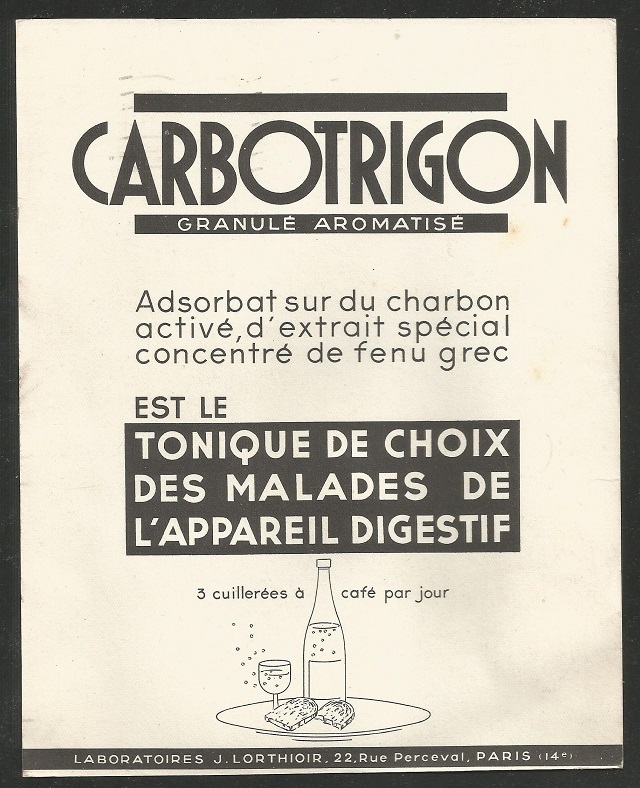 CARBOTRIGON
GRANULÉ AROMATISÉ
Adsorbat sur du charbon
activé, d'extrait spécial
concentré de fenu grec
EST LE
TONIQUE DE CHOIX
DES MALADES DE
L'APPAREIL DIGESTIF
3 cuillerées à café par jour
LABORATOIRES J. LORTHIOIR, 22, Rue Perceval, PARIS (14e)